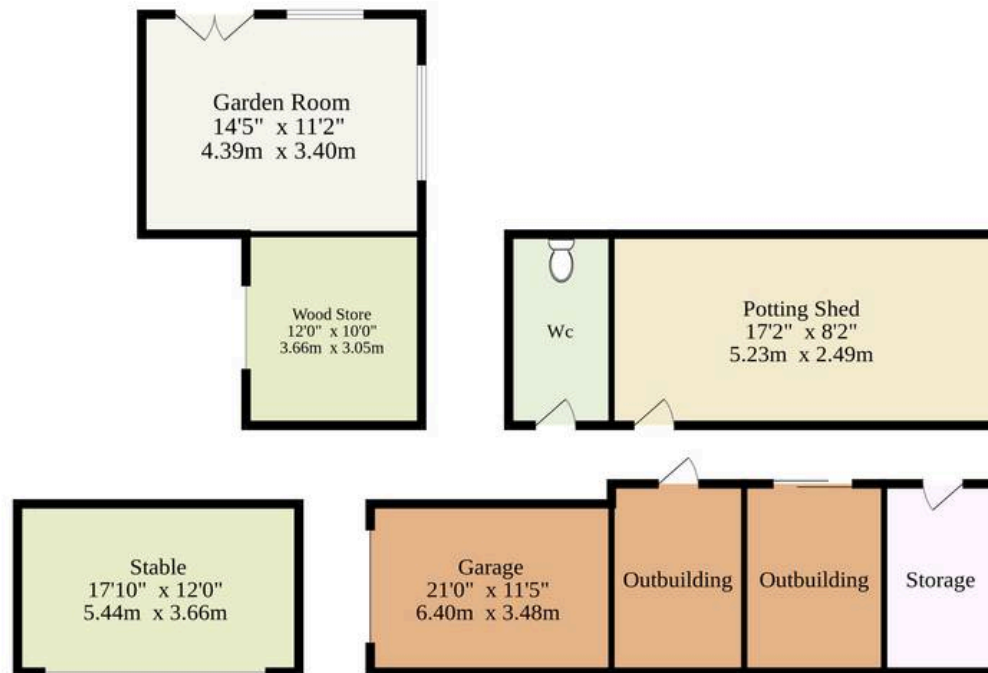 Garden Room
14'5" x 11'2"
4.39m x 3.40m
Wood Store
12'0" x 10'0"
3.66m x 3.05m
Wc
Potting Shed
17'2" x 8'2"
5.23m x 2.49m
Stable
17'10" x 12'0"
5.44m x 3.66m
Garage
21'0" x 11'5"
6.40m x 3.48m
Outbuilding
Outbuilding
Storage